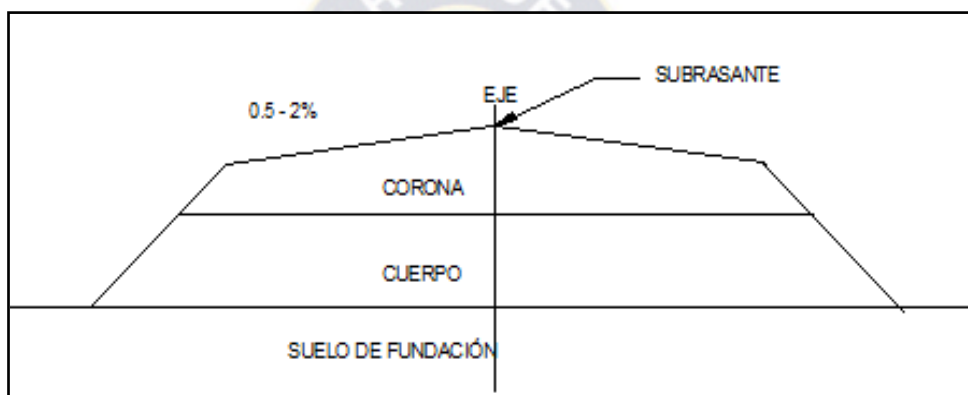 SUBRASANTE
EJE
0.5 - 2%
CORONA
CUERPO
SUELO DE FUNDACIÓN